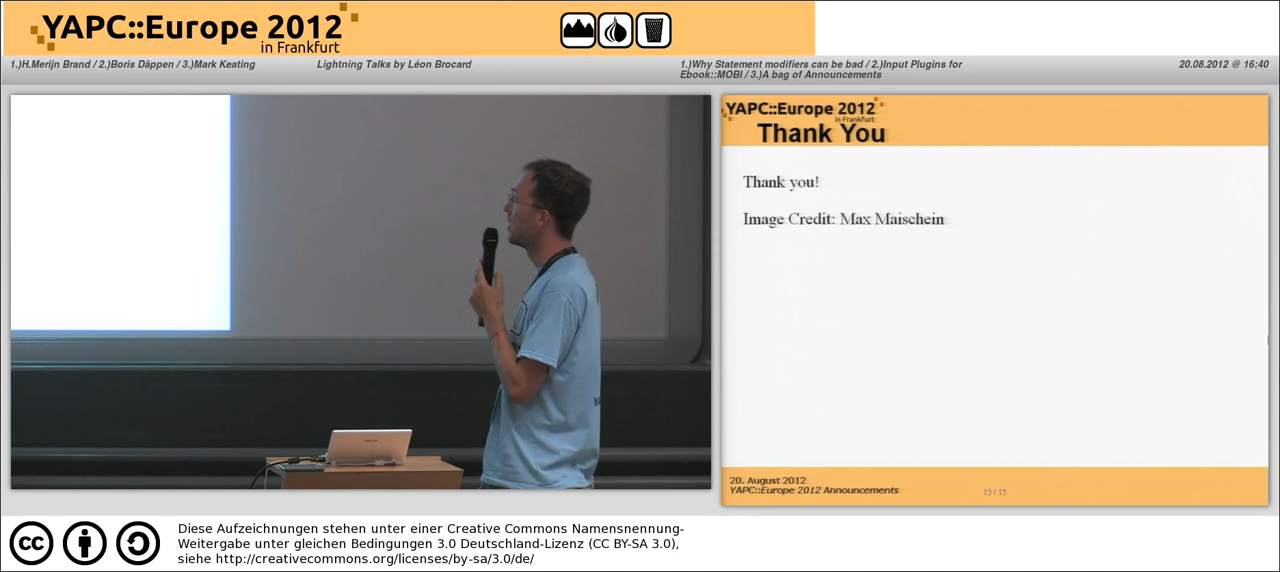 YAPC::Europe 2012
in Frankfurt
1.)H.Merijn Brand / 2.)Boris Däppen / 3.)Mark Keating
Lightning Talks by Léon Brocard
1.)Why Statement modifiers can be bad / 2.)Input Plugins for
Ebook::MOBI / 3.)A bag of Announcements
20.08.2012 @ 16:40
YAPC::Europe 2012
in Frankfurt
Thank You
Thank you!
Image Credit: Max Maischein
20. August 2012
YAPC::Europe 2012 Announcements
15 / 15
cc
Diese Aufzeichnungen stehen unter einer Creative Commons Namensnennung-
Weitergabe unter gleichen Bedingungen 3.0 Deutschland-Lizenz (CC BY-SA 3.0),
siehe http://creativecommons.org/licenses/by-sa/3.0/de/